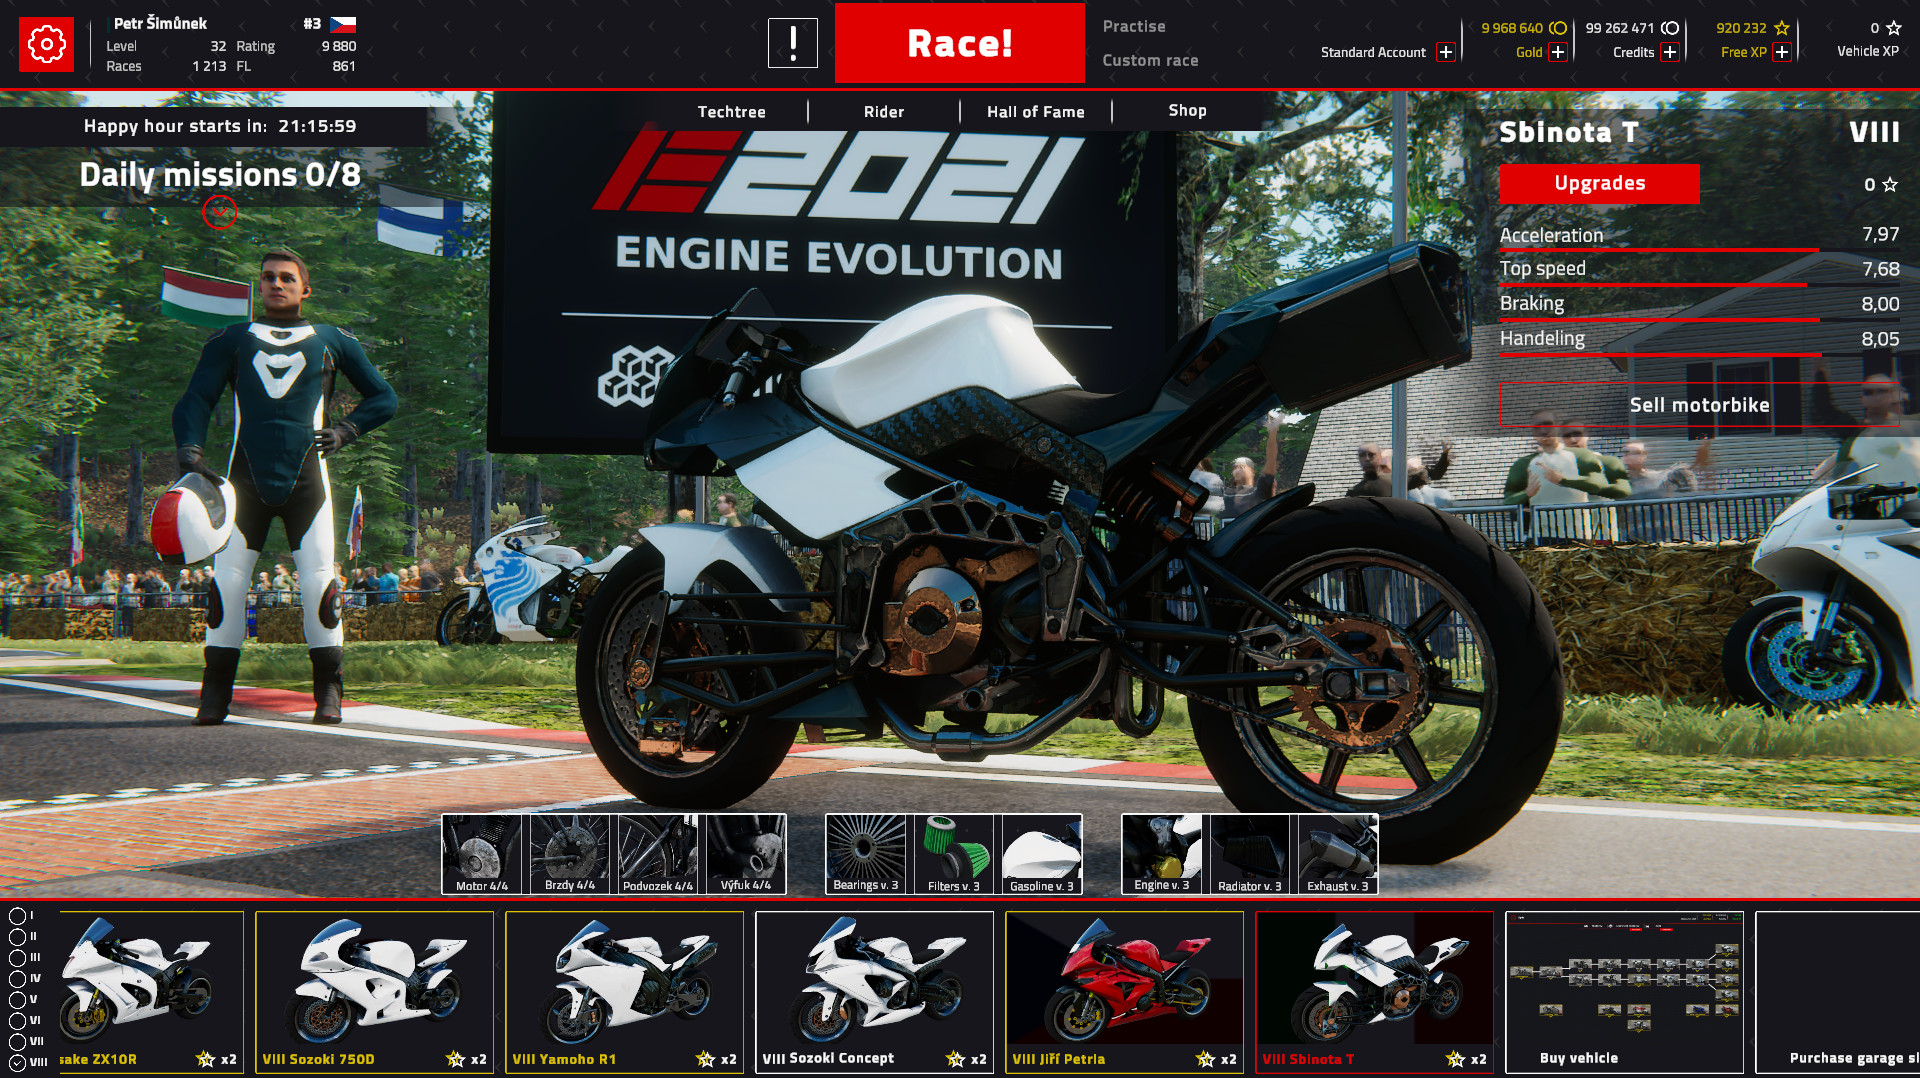 Petr Šimůnek #3
Level 32 Rating 9 880
Races 1 213 FL 861
!
Race!
Practise
Custom race
Standard Account +
9 968 640
Gold +
99 262 471
Credits +
920 232
Free XP +
0
Vehicle XP
Techtree
Rider
Hall of Fame
Shop
Happy hour starts in: 21:15:59
Daily missions 0/8
E2021
ENGINE EVOLUTION
Sbinota T VIII
Upgrades 0
Acceleration 7,97
Top speed 7,68
Braking 8,00
Handeling 8,05
Sell motorbike
Motor 4/4
Brzdy 4/4
Podvozek 4/4
Výfuk 4/4
Bearings v. 3
Filters v. 3
Gasoline v. 3
Engine v. 3
Radiator v. 3
Exhaust v. 3
I
II
III
IV
V
VI
VII
VIII
sake ZX10R x2
VIII Sozoki 750D x2
VIII Yamoho R1 x2
VIII Sozoki Concept x2
VIII Jiří Petrla x2
VIII Sbinota T x2
Buy vehicle
Purchase garage sl